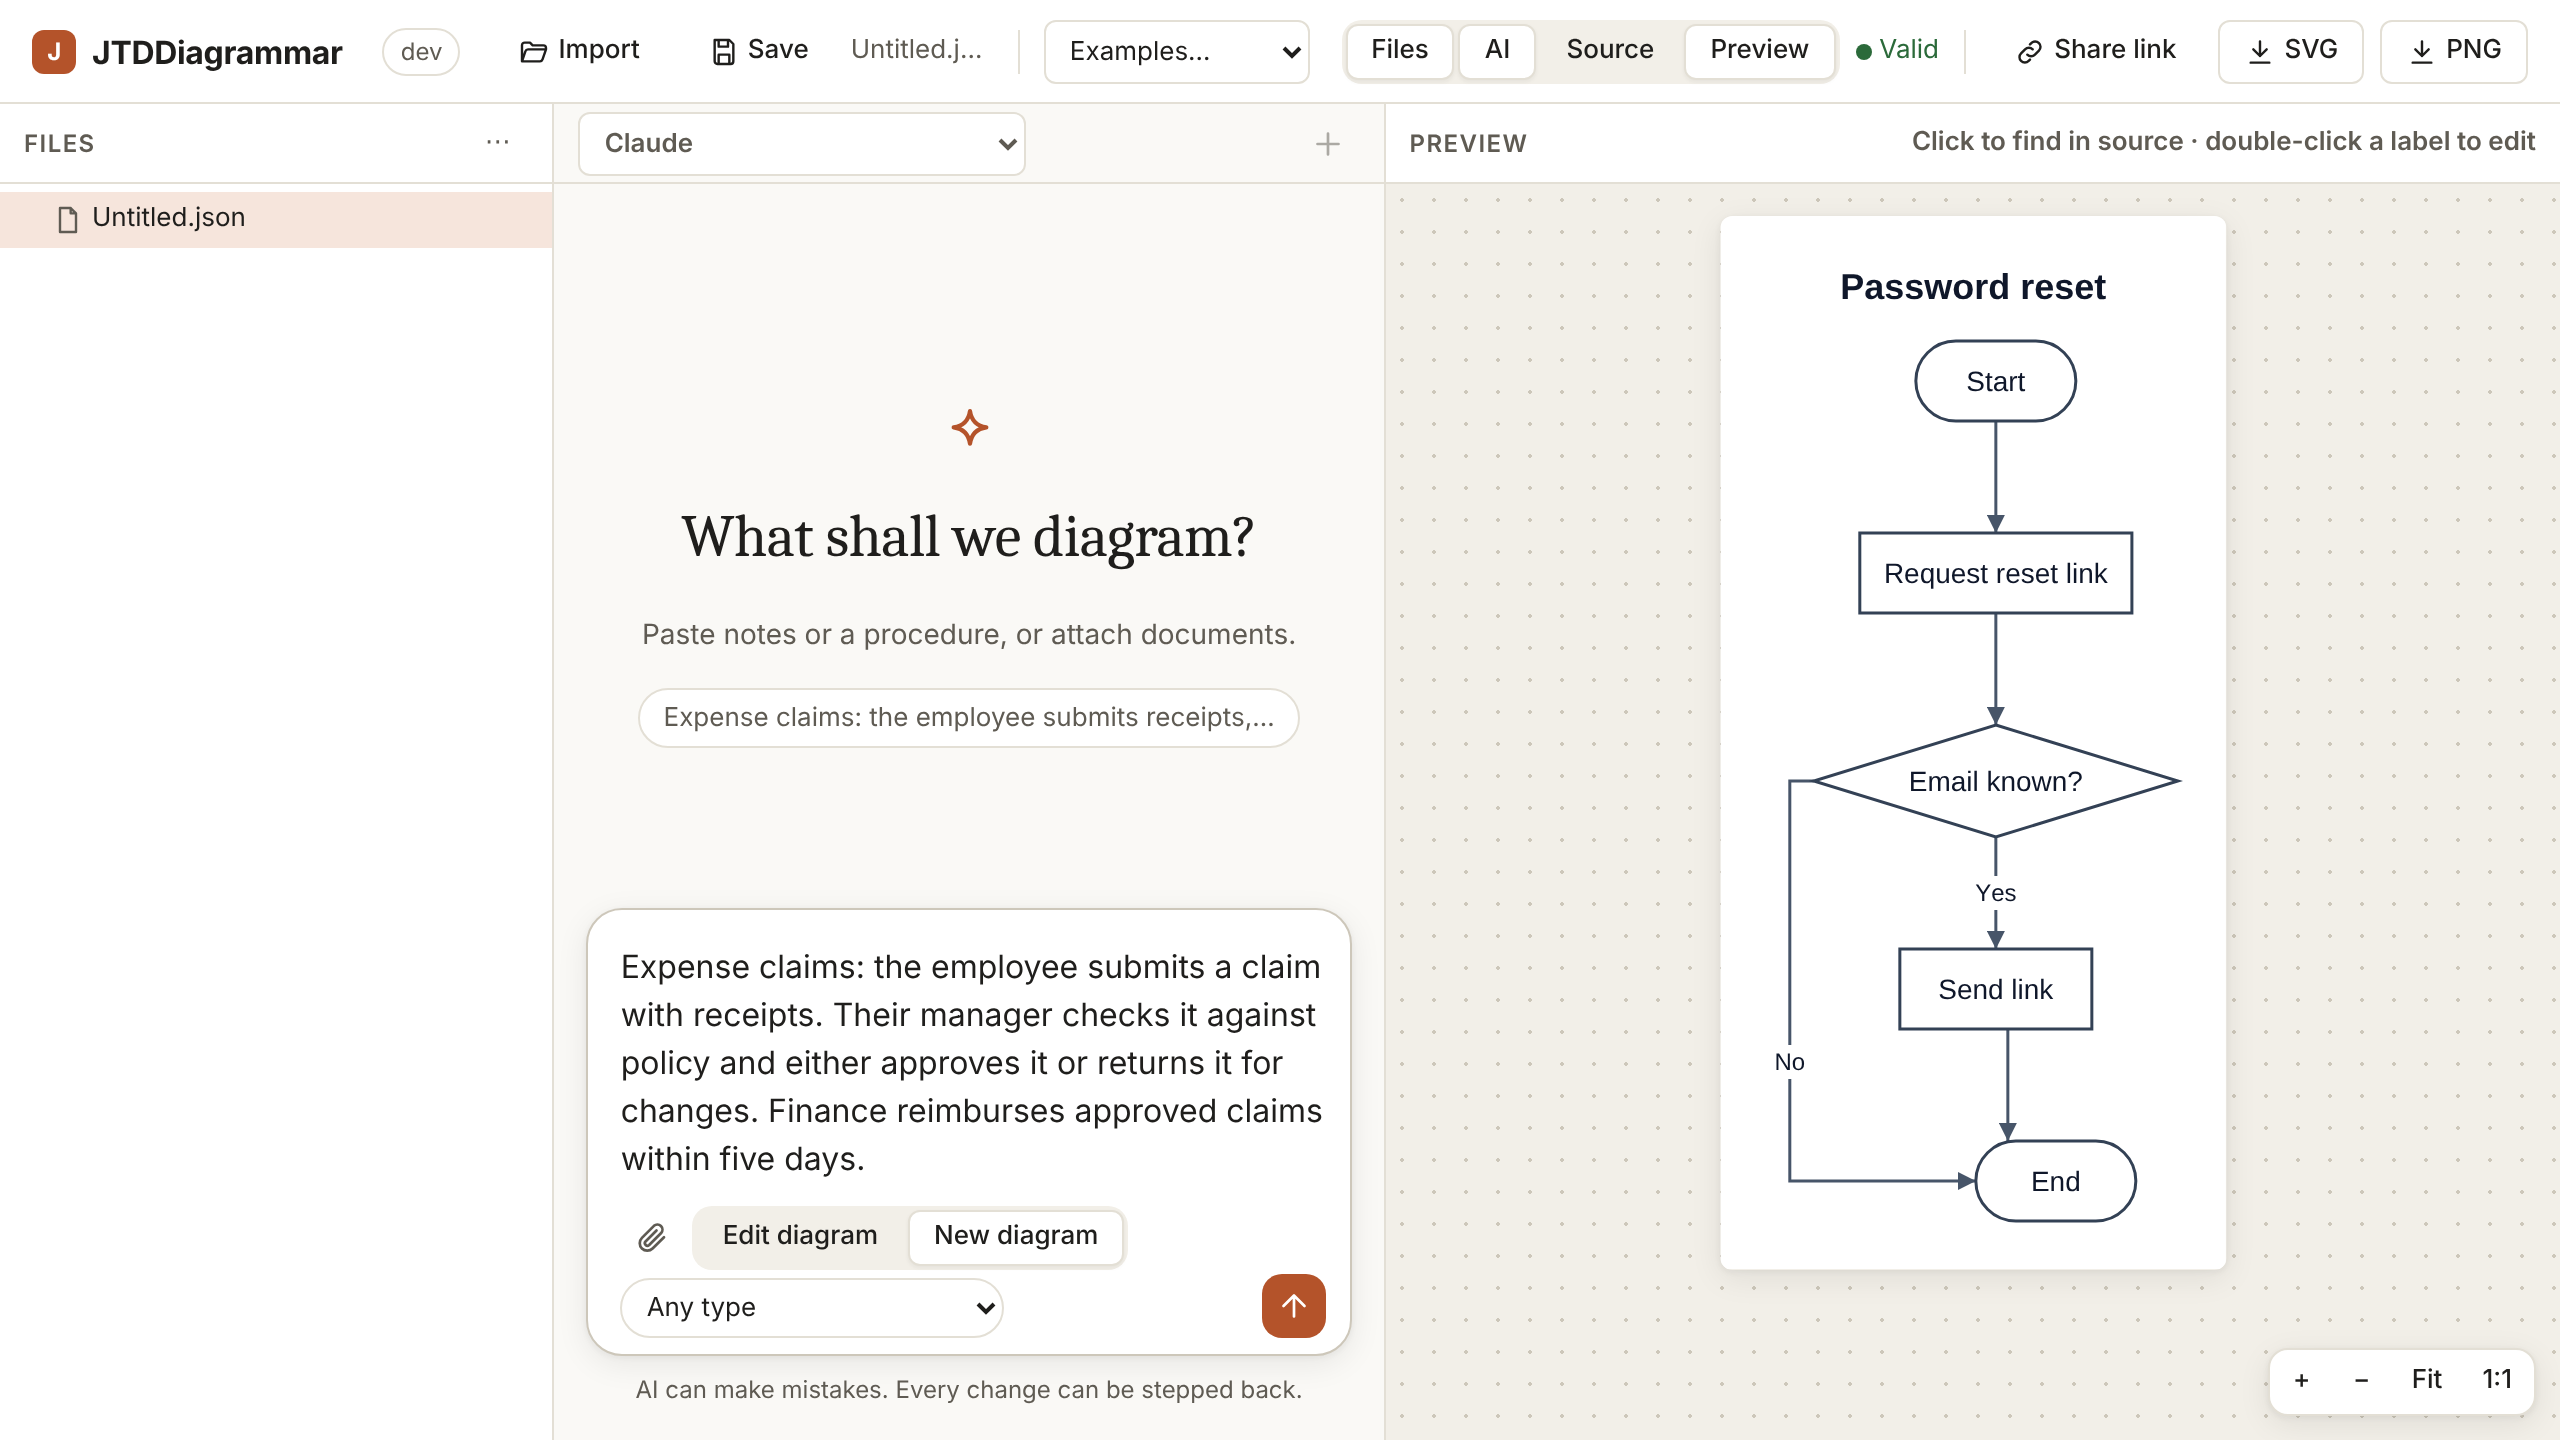 J JTDDiagrammar dev Import Save Untitled.j... Examples... Files AI Source Preview Valid Share link SVG PNG
FILES ...
Untitled.json
Claude
What shall we diagram?
Paste notes or a procedure, or attach documents.
Expense claims: the employee submits receipts,...
Expense claims: the employee submits a claim
with receipts. Their manager checks it against
policy and either approves it or returns it for
changes. Finance reimburses approved claims
within five days.
Edit diagram New diagram
Any type
AI can make mistakes. Every change can be stepped back.
PREVIEW Click to find in source · double-click a label to edit
Password reset
Start
Request reset link
Email known?
Yes
Send link
No
End
+ − Fit 1:1